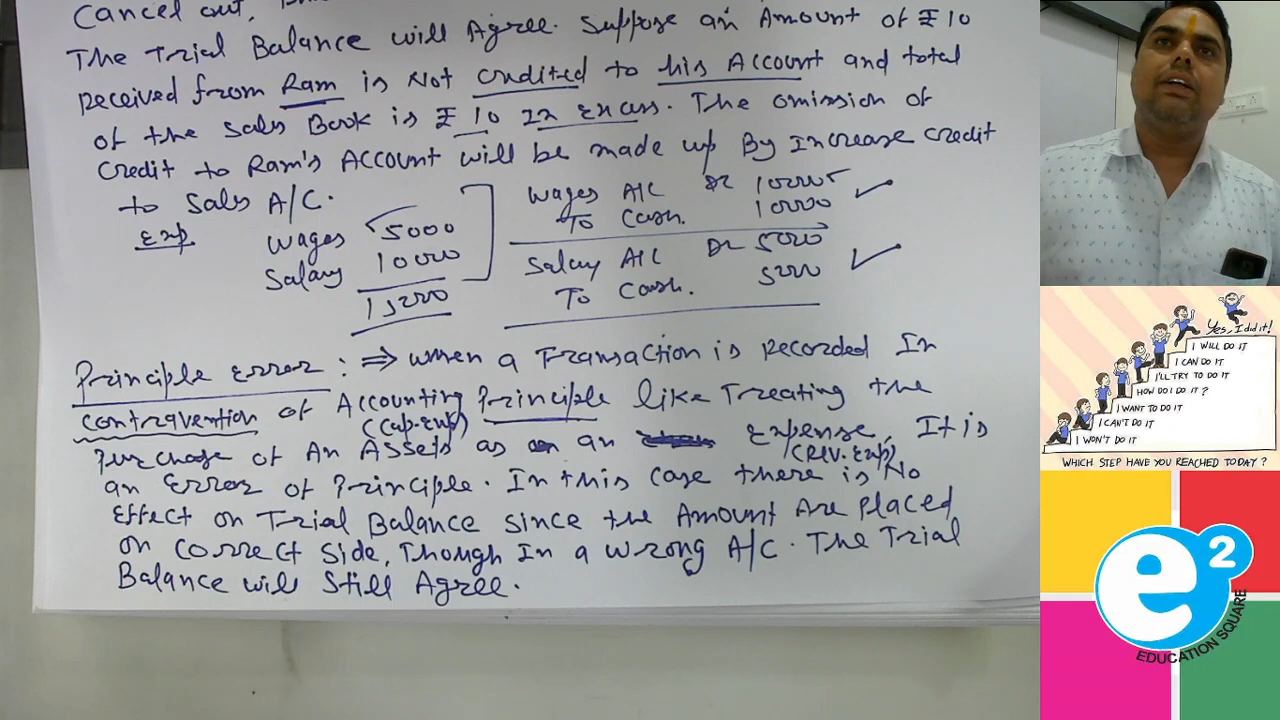 Cancel out,
The Trial Balance will Agree. Suppose an Amount of ₹10
received from Ram is Not credited to his Account and total
of the Sales Book is ₹ 10 In Excess. The omission of
credit to Ram's Account will be made up By Increase credit
to Sales A/C.
Exp
Wages 5000
Salary 10000
15000
Wages A/C Dr 10000
To Cash. 10000
Salary A/C Dr 5000
To Cash. 5000
Principle Error : ⇒ When a Transaction is Recorded In
contravention of Accounting Principle like Treating the
(Cap. Exp)
Purchase of An Assets as an Expense, It is
(Rev. Exp)
an Error of Principle. In this case there is No
Effect on Trial Balance since the Amount Are Placed
on correct side, Though In a wrong A/C. The Trial
Balance will Still Agree.
Yes, I did it!
I WILL DO IT
I CAN DO IT
I'LL TRY TO DO IT
HOW DO I DO IT ?
I WANT TO DO IT
I CAN'T DO IT
I WON'T DO IT
WHICH STEP HAVE YOU REACHED TODAY ?
e2
EDUCATION SQUARE